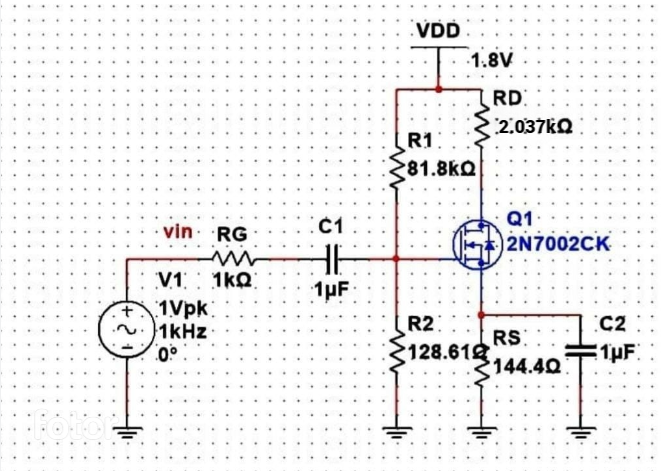 VDD
1.8V
RD
2.037kΩ
R1
81.8kΩ
Q1
2N7002CK
vin
RG
1kΩ
C1
1µF
V1
1Vpk
1kHz
0°
R2
128.61Ω
RS
144.4Ω
C2
1µF
fotor